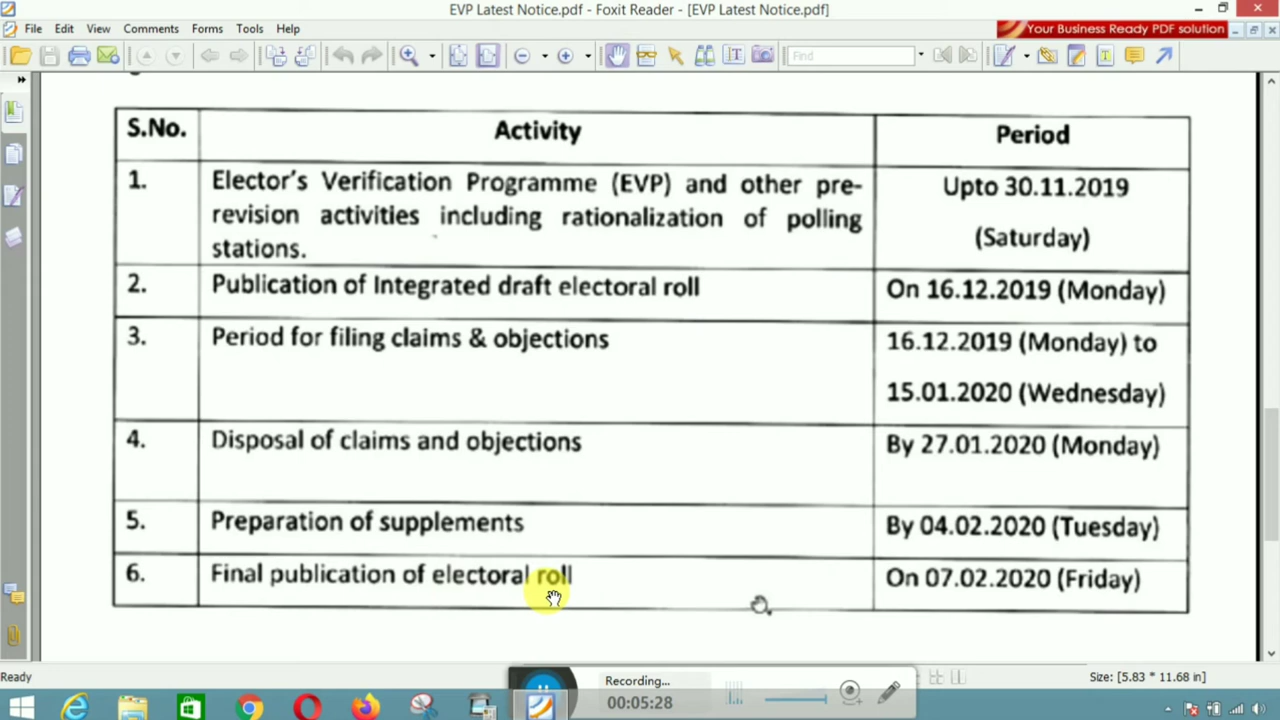 EVP Latest Notice.pdf - Foxit Reader - [EVP Latest Notice.pdf]
File Edit View Comments Forms Tools Help
Your Business Ready PDF solution
Find
S.No. Activity Period
1. Elector's Verification Programme (EVP) and other pre-
revision activities including rationalization of polling
stations.
Upto 30.11.2019
(Saturday)
2. Publication of Integrated draft electoral roll On 16.12.2019 (Monday)
3. Period for filing claims & objections 16.12.2019 (Monday) to
15.01.2020 (Wednesday)
4. Disposal of claims and objections By 27.01.2020 (Monday)
5. Preparation of supplements By 04.02.2020 (Tuesday)
6. Final publication of electoral roll On 07.02.2020 (Friday)
Ready
Size: [5.83 * 11.68 in]
Recording...
00:05:28